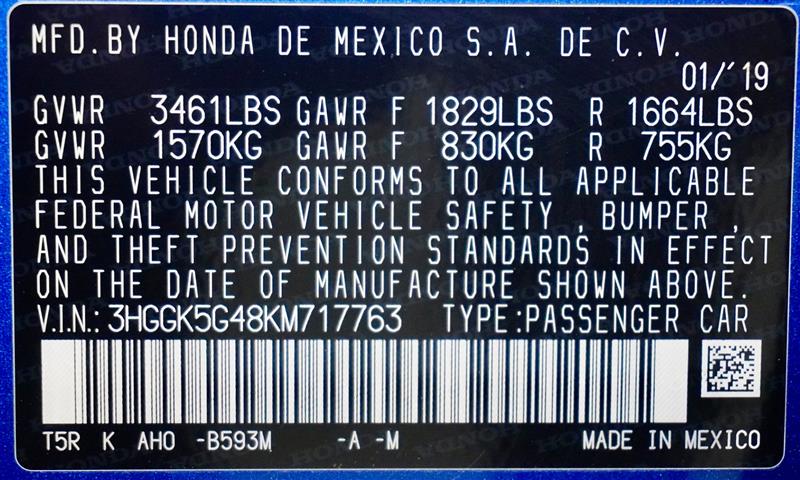 MFD. BY HONDA DE MEXICO S.A. DE C.V.
01/'19
GVWR 3461LBS GAWR F 1829LBS R 1664LBS
GVWR 1570KG GAWR F 830KG R 755KG
THIS VEHICLE CONFORMS TO ALL APPLICABLE
FEDERAL MOTOR VEHICLE SAFETY , BUMPER ,
AND THEFT PREVENTION STANDARDS IN EFFECT
ON THE DATE OF MANUFACTURE SHOWN ABOVE.
V.I.N.: 3HGGK5G48KM717763 TYPE:PASSENGER CAR
T5R K AHO -B593M -A -M MADE IN MEXICO